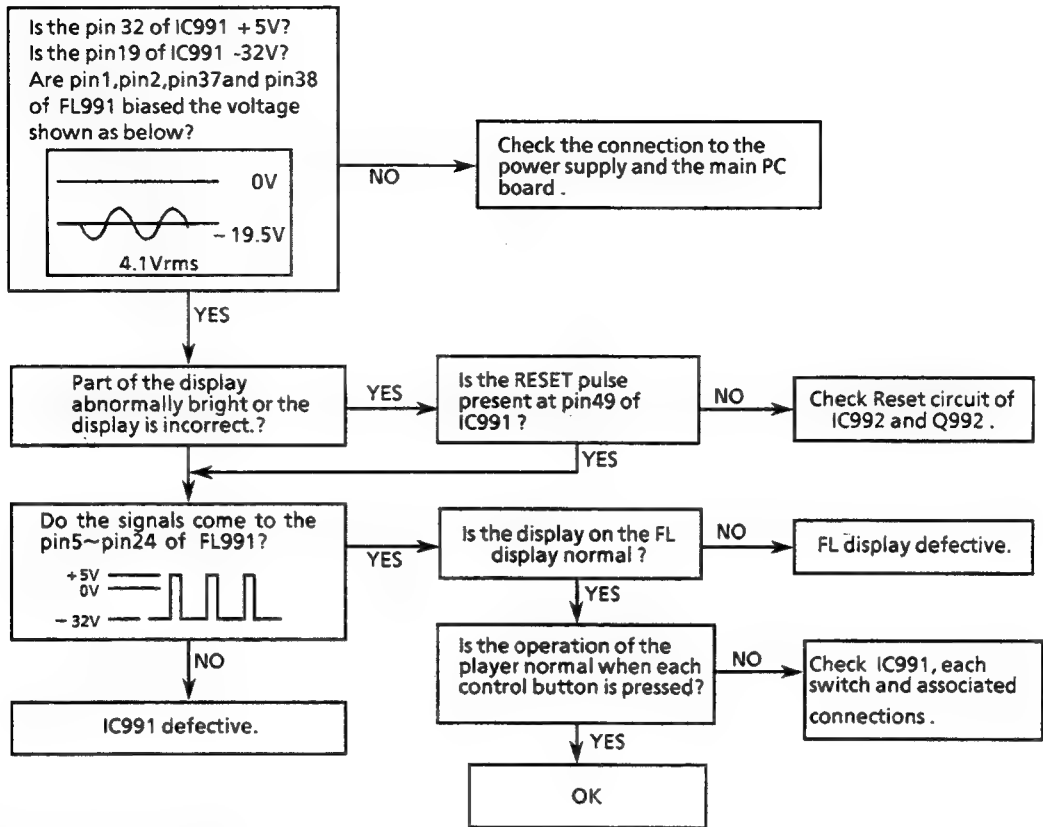 Is the pin 32 of IC991 +5V?
Is the pin19 of IC991 -32V?
Are pin1,pin2,pin37and pin38
of FL991 biased the voltage
shown as below?
0V
- 19.5V
4.1Vrms
NO
Check the connection to the
power supply and the main PC
board .
YES
Part of the display
abnormally bright or the
display is incorrect.?
YES
Is the RESET pulse
present at pin49 of
IC991 ?
NO
Check Reset circuit of
IC992 and Q992 .
YES
Do the signals come to the
pin5~pin24 of FL991?
+5V
0V
- 32V
YES
Is the display on the FL
display normal ?
NO
FL display defective.
YES
NO
IC991 defective.
Is the operation of the
player normal when each
control button is pressed?
NO
Check IC991, each
switch and associated
connections .
YES
OK